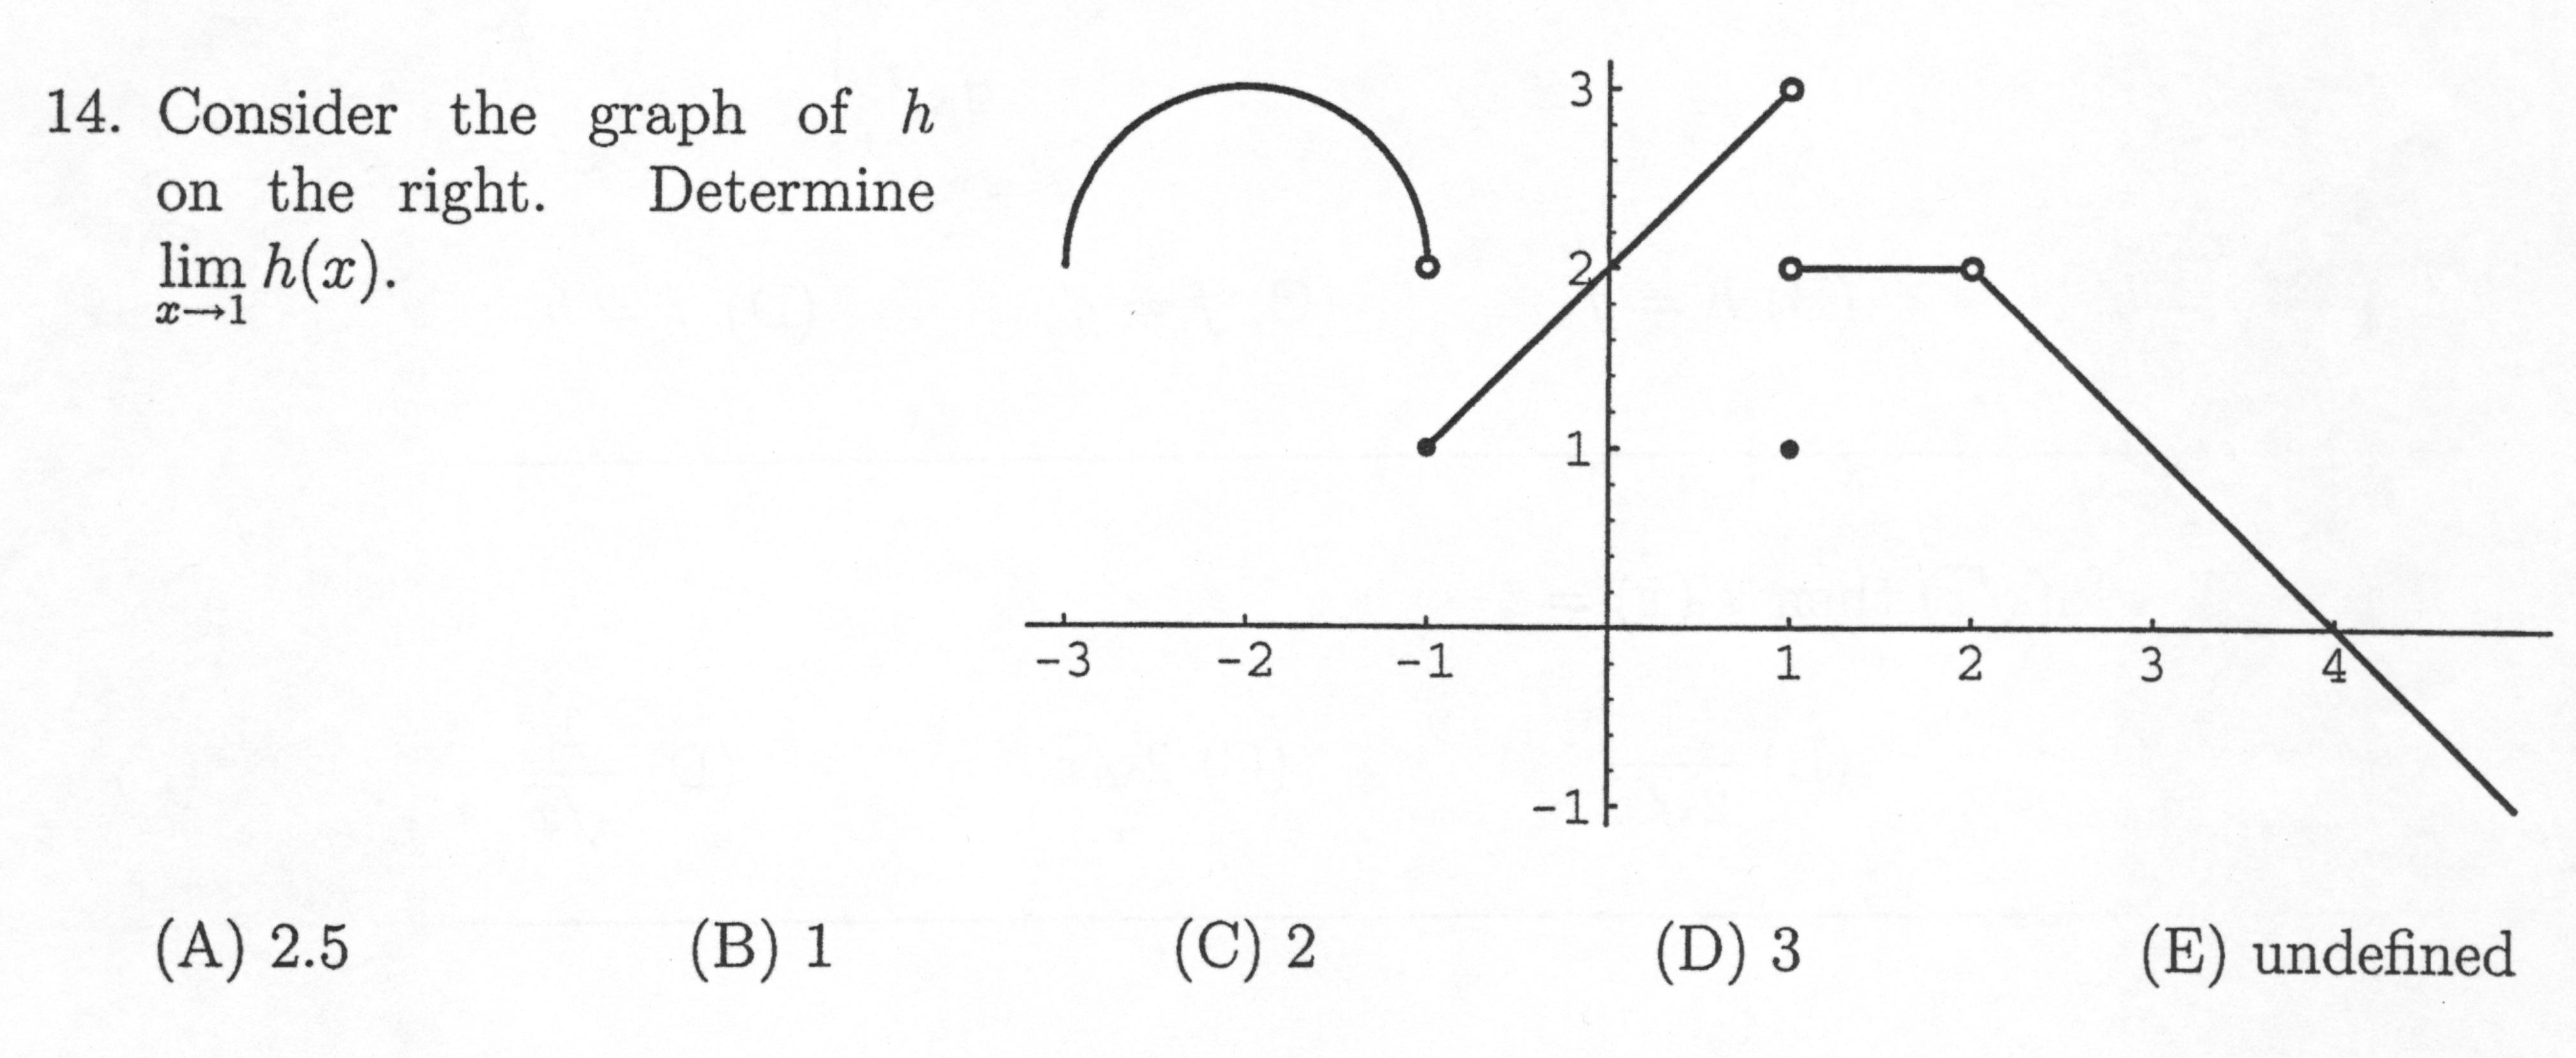 14. Consider the graph of h
on the right. Determine
lim h(x).
x→1
3
2
1
-3 -2 -1 1 2 3 4
-1
(A) 2.5 (B) 1 (C) 2 (D) 3 (E) undefined